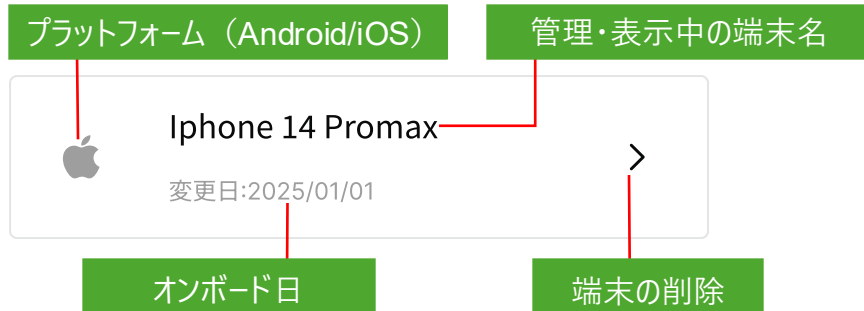 プラットフォーム（Android/iOS）
管理・表示中の端末名
Iphone 14 Promax
変更日:2025/01/01
オンボード日
端末の削除